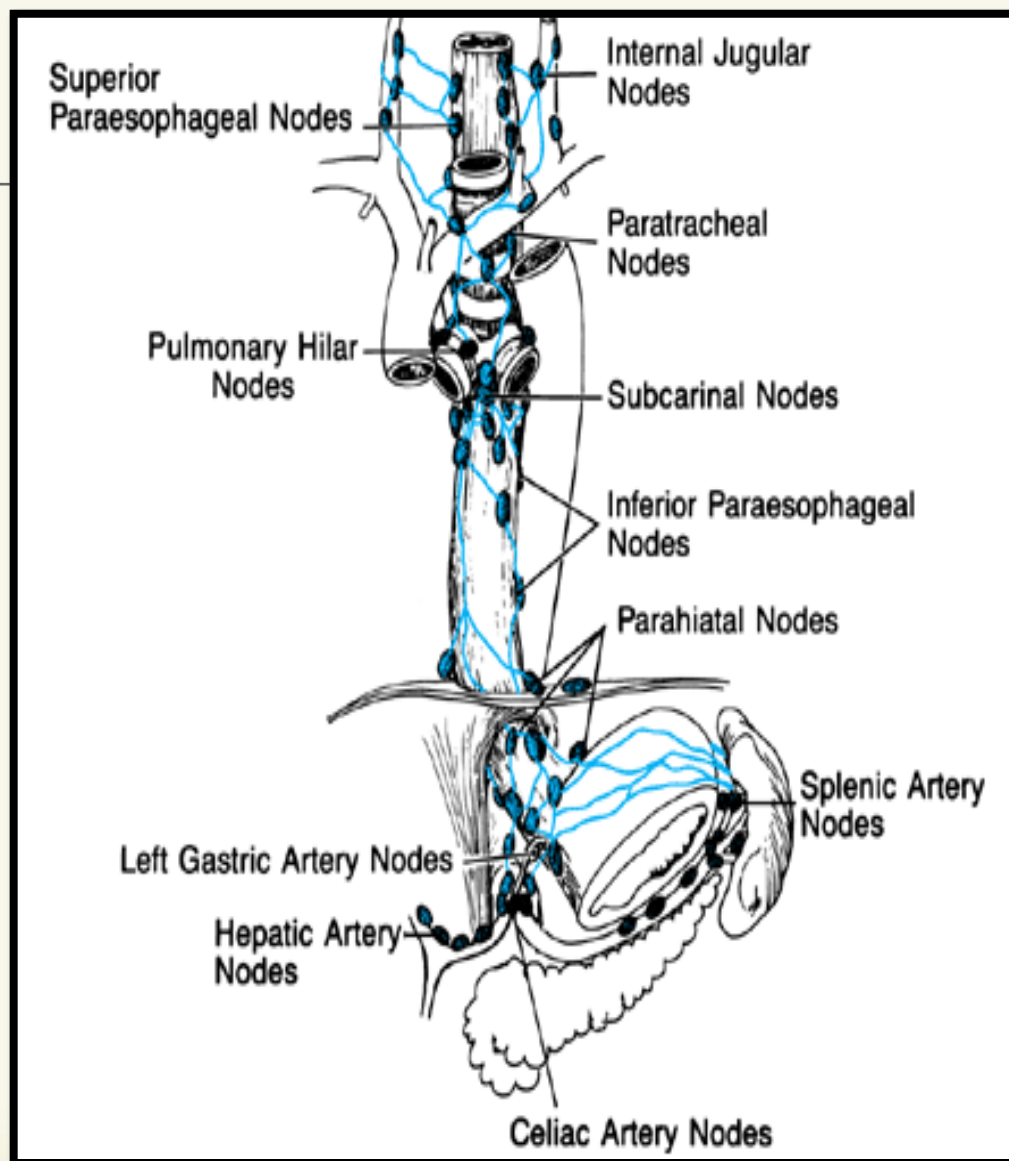 Superior
Paraesophageal Nodes
Internal Jugular
Nodes
Paratracheal
Nodes
Pulmonary Hilar
Nodes
Subcarinal Nodes
Inferior Paraesophageal
Nodes
Parahiatal Nodes
Splenic Artery
Nodes
Left Gastric Artery Nodes
Hepatic Artery
Nodes
Celiac Artery Nodes